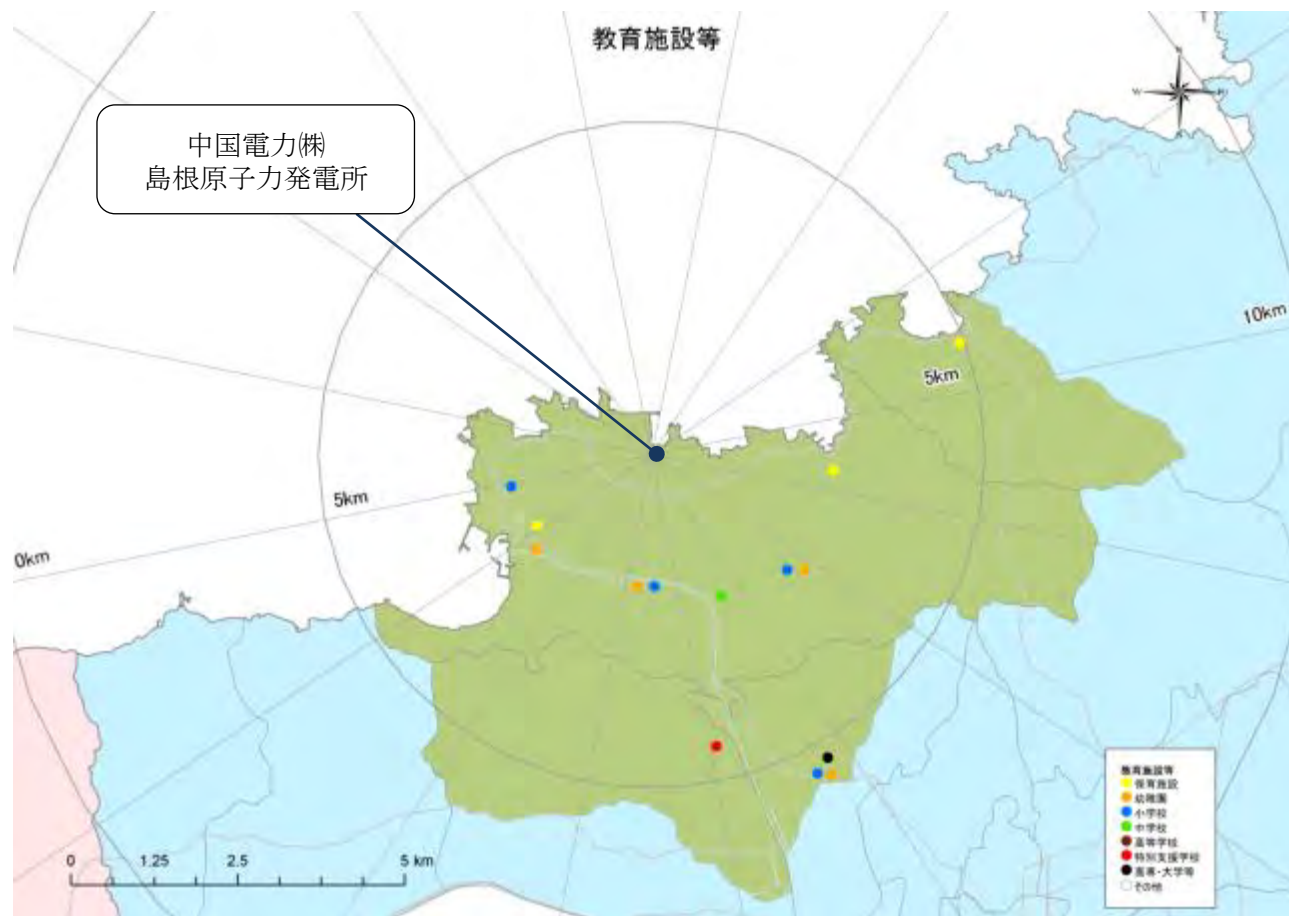 教育施設等
N
W
中国電力㈱
島根原子力発電所
10km
5km
5km
0km
教育施設等
保育施設
幼稚園
小学校
中学校
高等学校
特別支援学校
高専・大学等
その他
0 1.25 2.5 5 km